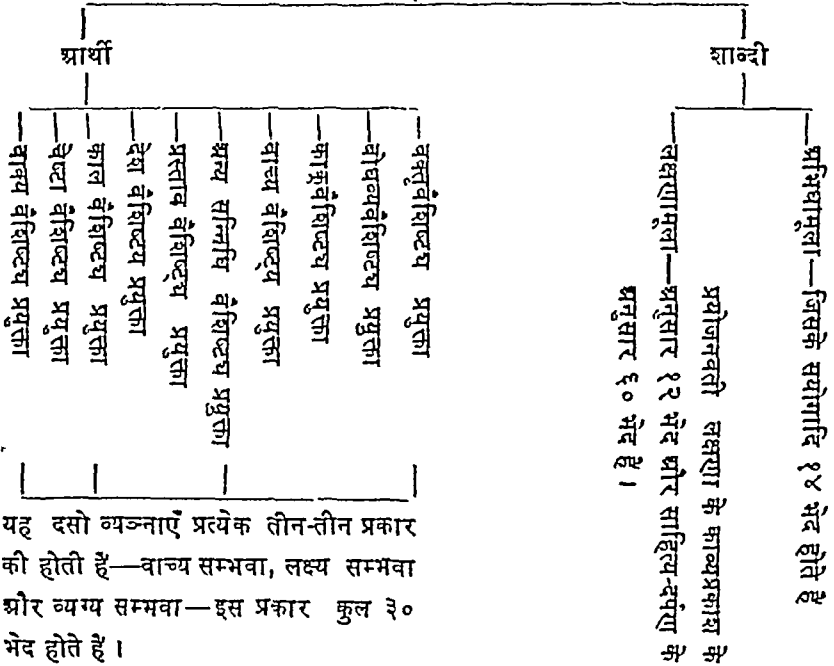 आर्थी
शाब्दी
वाक्य वैशिष्ट्य प्रयुक्ता
चेष्टा वैशिष्ट्य प्रयुक्ता
काल वैशिष्ट्य प्रयुक्ता
देश वैशिष्ट्य प्रयुक्ता
प्रस्ताव वैशिष्ट्य प्रयुक्ता
अन्य सन्निधि वैशिष्ट्य प्रयुक्ता
वाच्य वैशिष्ट्य प्रयुक्ता
काकुवैशिष्ट्य प्रयुक्ता
बोधव्यवैशिष्ट्य प्रयुक्ता
वक्तृवैशिष्ट्य प्रयुक्ता
अभिधामूला—जिसके सयोगादि १४ भेद होते है
प्रयोजनवती लक्षणा के काव्यप्रकाश के
लक्षणामूला—अनुसार १२ भेद और साहित्य-दर्पण के
अनुसार ६० भेद है ।
यह दसो व्यञ्नाएँ प्रत्येक तीन-तीन प्रकार
की होती है—वाच्य सम्भवा, लक्ष्य सम्भवा
और व्यग्य सम्भवा—इस प्रकार कुल ३०
भेद होते है ।